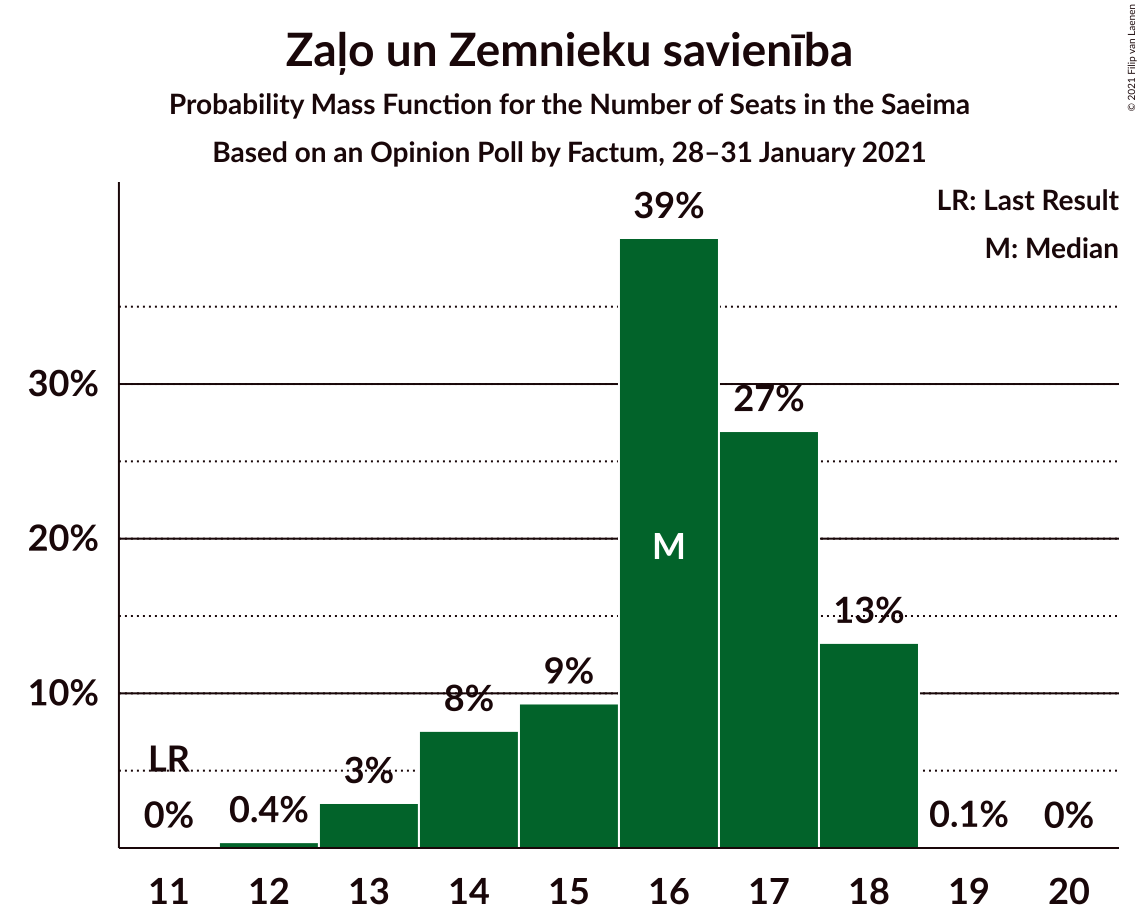 Zaļo un Zemnieku savienība
Probability Mass Function for the Number of Seats in the Saeima
Based on an Opinion Poll by Factum, 28–31 January 2021
© 2021 Filip van Laenen
LR: Last Result
M: Median
39%
30%
27%
20%
M
13%
10%
9%
8%
LR
3%
0%
0.4%
0.1%
0%
11 12 13 14 15 16 17 18 19 20